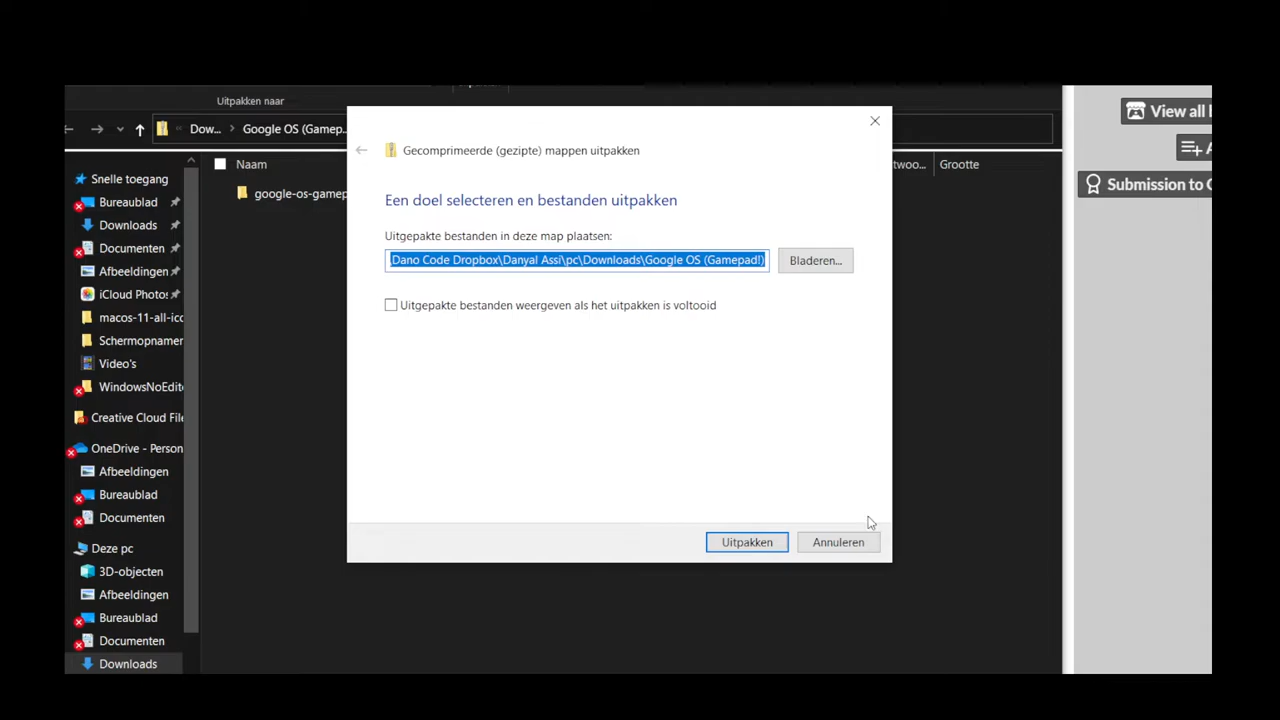 Uitpakken naar
View all
Dow... > Google OS (Gamep...
Submission to
Naam
Grootte
google-os-gamep
Snelle toegang
Bureaublad
Downloads
Documenten
Afbeeldingen
iCloud Photos
macos-11-all-ico
Schermopnamer
Video's
WindowsNoEdit
Creative Cloud File
OneDrive - Person
Afbeeldingen
Bureaublad
Documenten
Deze pc
3D-objecten
Afbeeldingen
Bureaublad
Documenten
Downloads
Gecomprimeerde (gezipte) mappen uitpakken
Een doel selecteren en bestanden uitpakken
Uitgepakte bestanden in deze map plaatsen:
Dano Code Dropbox\Danyal Assi\pc\Downloads\Google OS (Gamepad!)
Bladeren...
Uitgepakte bestanden weergeven als het uitpakken is voltooid
Uitpakken
Annuleren